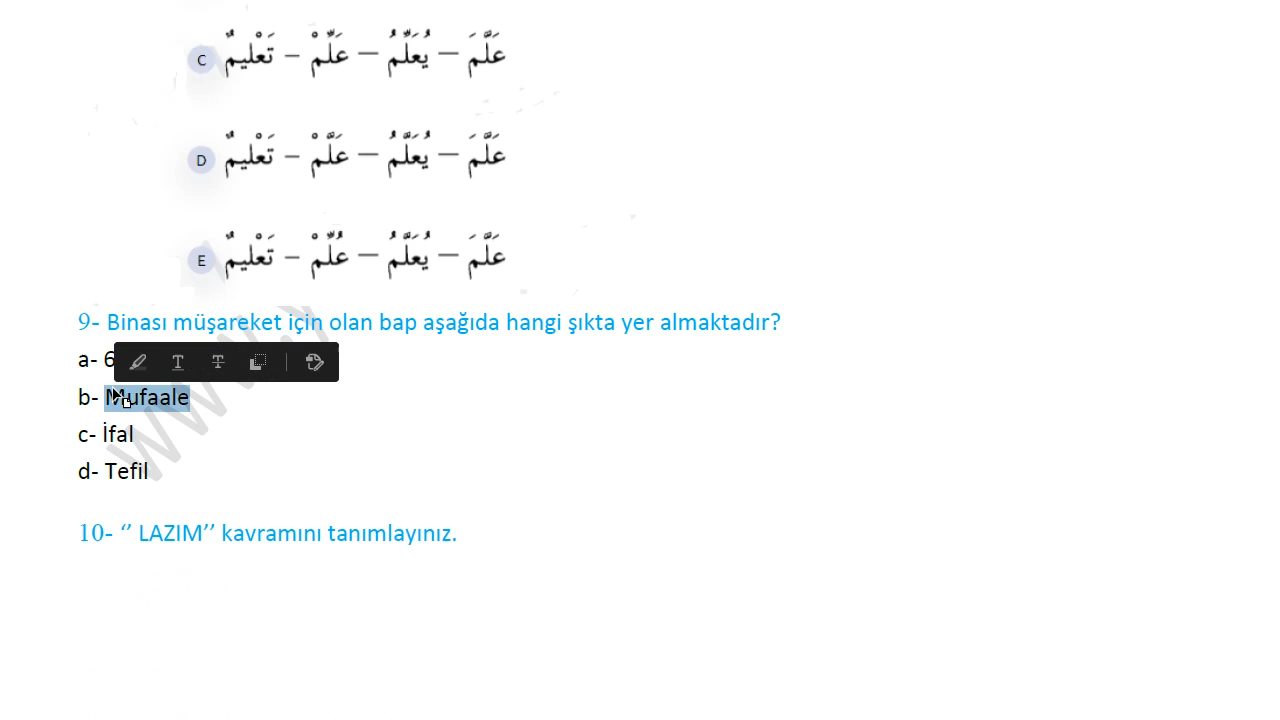 C عَلَّمَ – يُعَلِّمُ – عَلِّمْ – تَعْلِيمٌ
D عَلَّمَ – يُعَلَّمُ – عَلَّمْ – تَعْلِيمٌ
E عَلَّمَ – يُعَلَّمُ – عُلِّمْ – تَعْلِيمٌ
9- Binası müşareket için olan bap aşağıda hangi şıkta yer almaktadır?
a- 6
b- Mufaale
c- İfal
d- Tefil
10- ‘’ LAZIM’’ kavramını tanımlayınız.
www.y